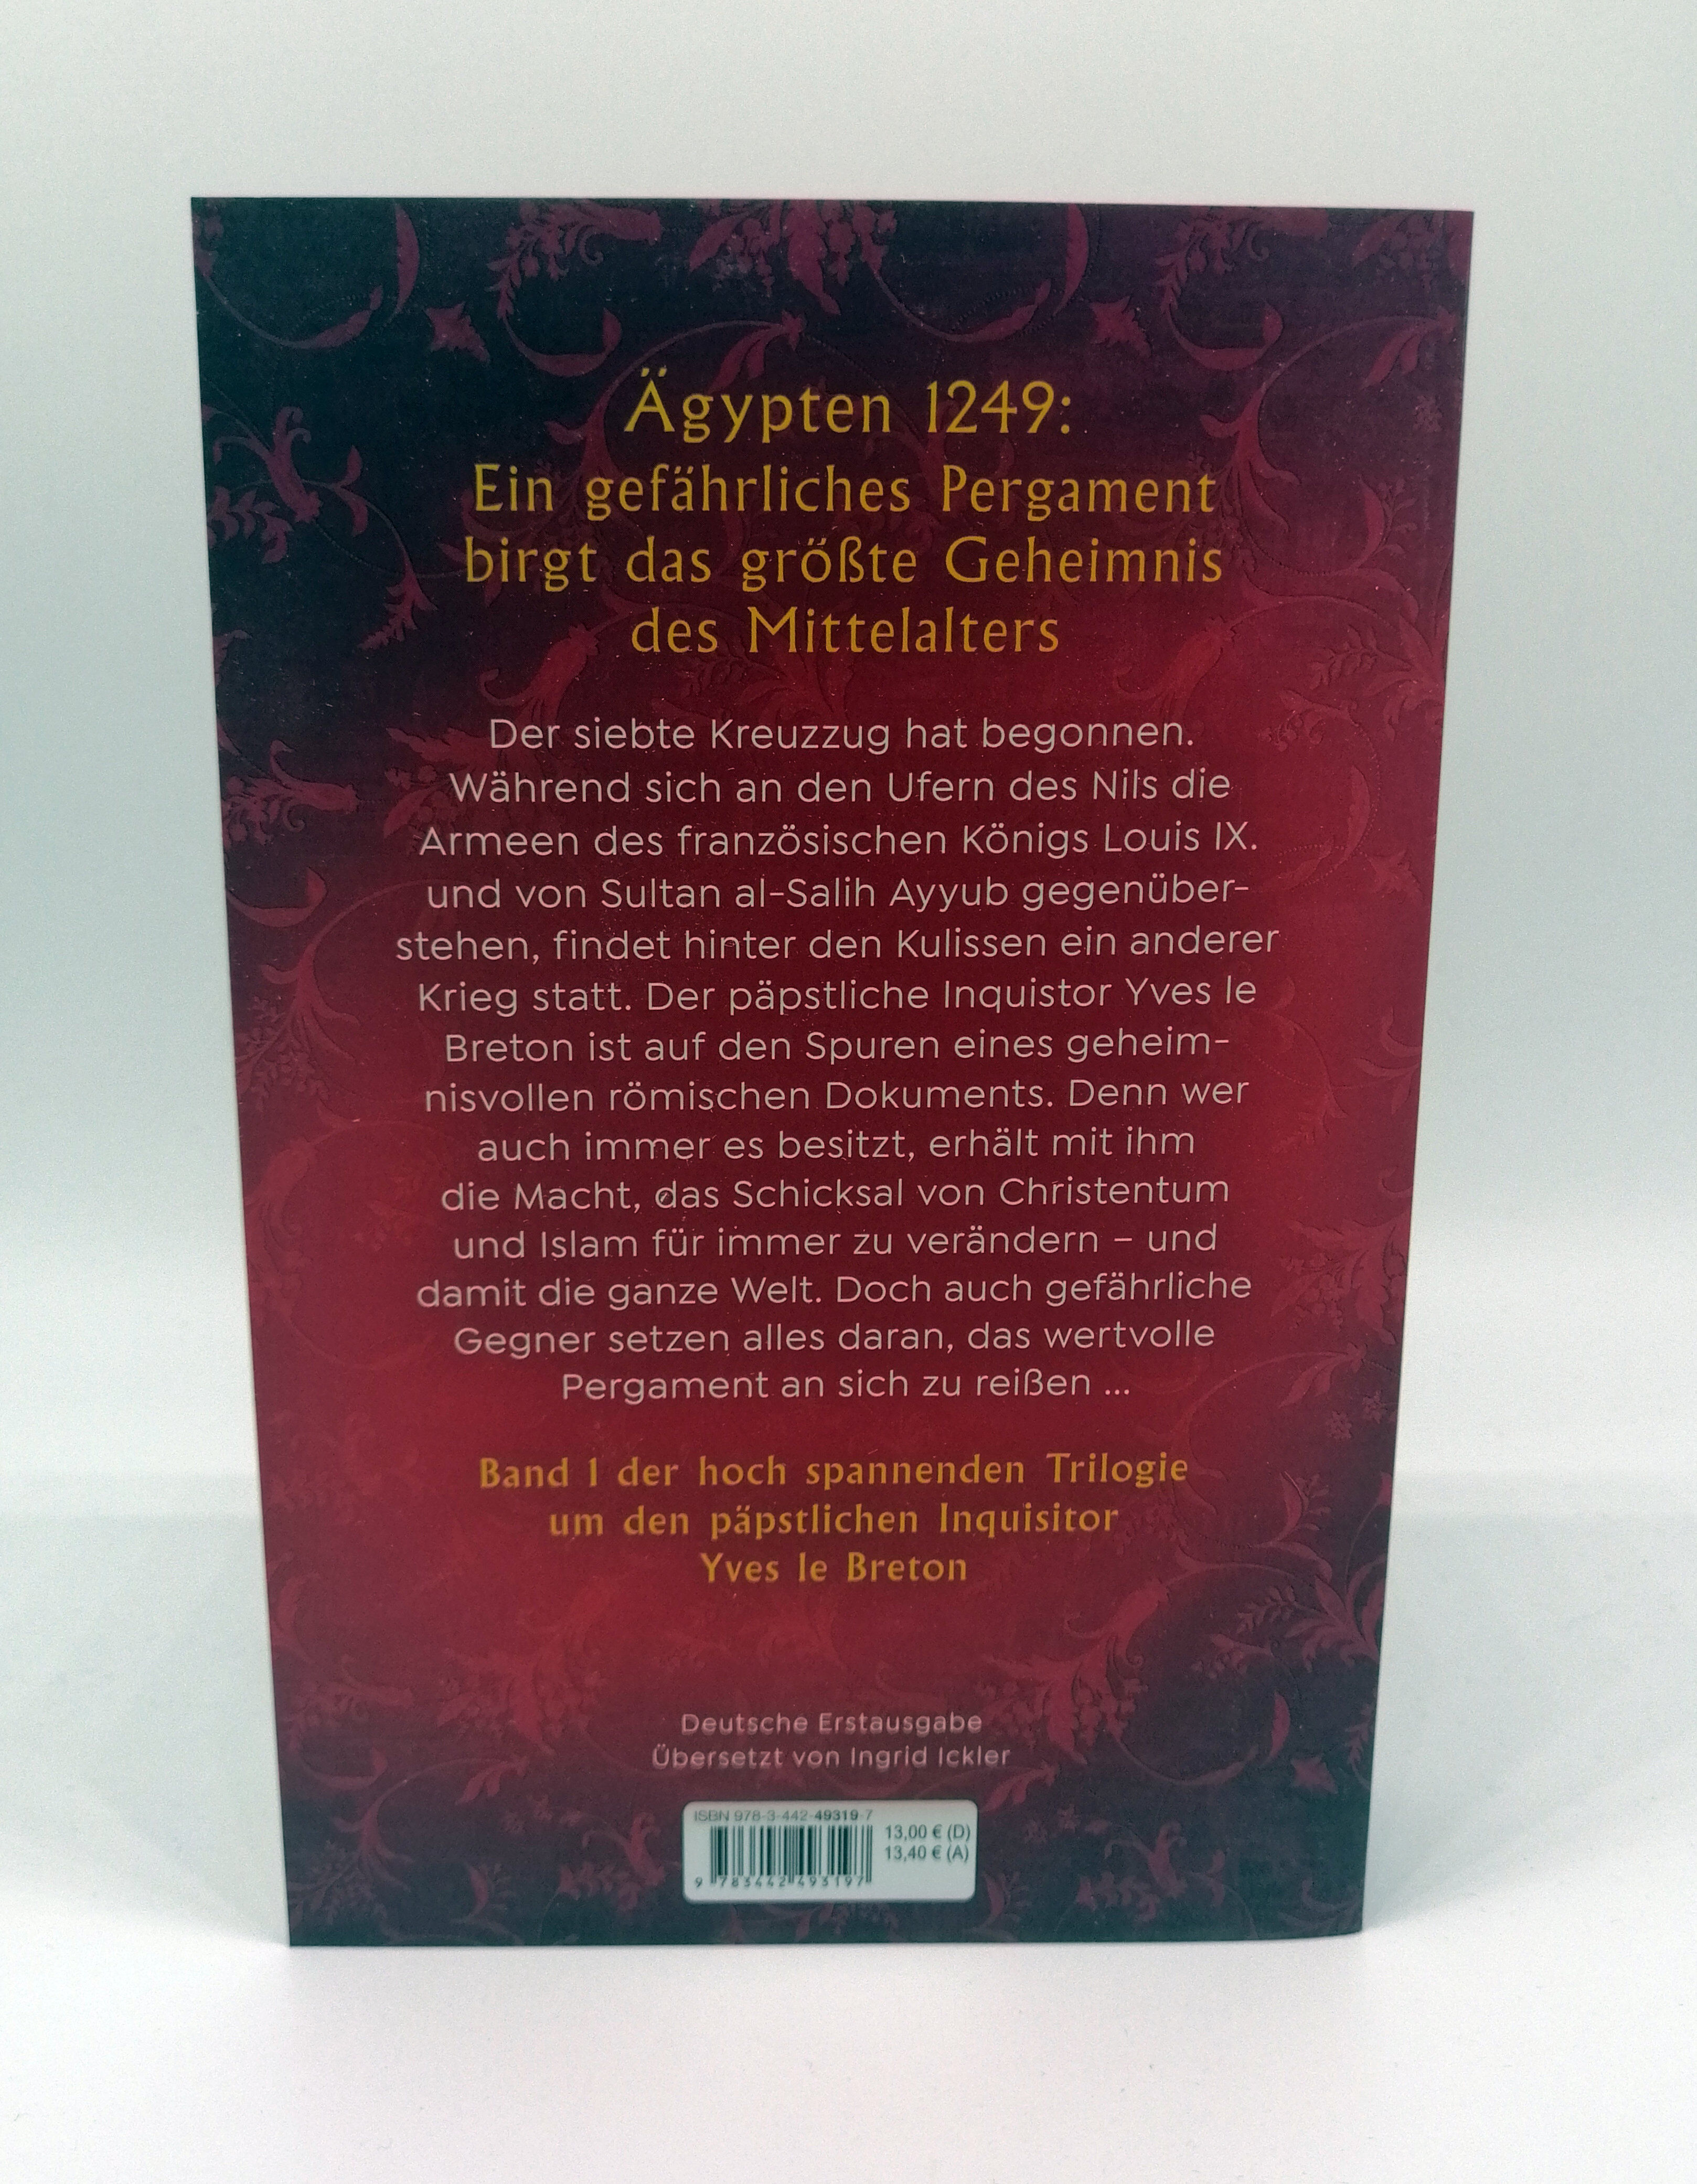 Ägypten 1249:
Ein gefährliches Pergament
birgt das größte Geheimnis
des Mittelalters
Der siebte Kreuzzug hat begonnen.
Während sich an den Ufern des Nils die
Armeen des französischen Königs Louis IX.
und von Sultan al-Salih Ayyub gegenüber-
stehen, findet hinter den Kulissen ein anderer
Krieg statt. Der päpstliche Inquistor Yves le
Breton ist auf den Spuren eines geheim-
nisvollen römischen Dokuments. Denn wer
auch immer es besitzt, erhält mit ihm
die Macht, das Schicksal von Christentum
und Islam für immer zu verändern – und
damit die ganze Welt. Doch auch gefährliche
Gegner setzen alles daran, das wertvolle
Pergament an sich zu reißen ...
Band 1 der hoch spannenden Trilogie
um den päpstlichen Inquisitor
Yves le Breton
Deutsche Erstausgabe
Übersetzt von Ingrid Ickler
ISBN 978-3-442-49319-7
13,00 € (D)
13,40 € (A)
9 783442 493197